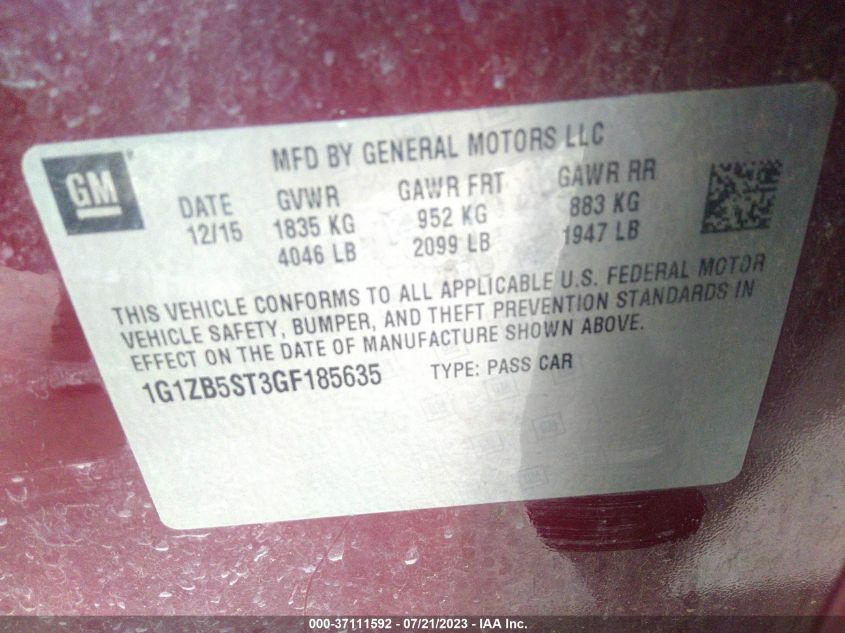 GM
MFD BY GENERAL MOTORS LLC
DATE GVWR GAWR FRT GAWR RR
12/15 1835 KG 952 KG 883 KG
4046 LB 2099 LB 1947 LB
THIS VEHICLE CONFORMS TO ALL APPLICABLE U.S. FEDERAL MOTOR
VEHICLE SAFETY, BUMPER, AND THEFT PREVENTION STANDARDS IN
EFFECT ON THE DATE OF MANUFACTURE SHOWN ABOVE.
1G1ZB5ST3GF185635 TYPE: PASS CAR
000-37111592 / 07/21/2023 - IAA Inc.